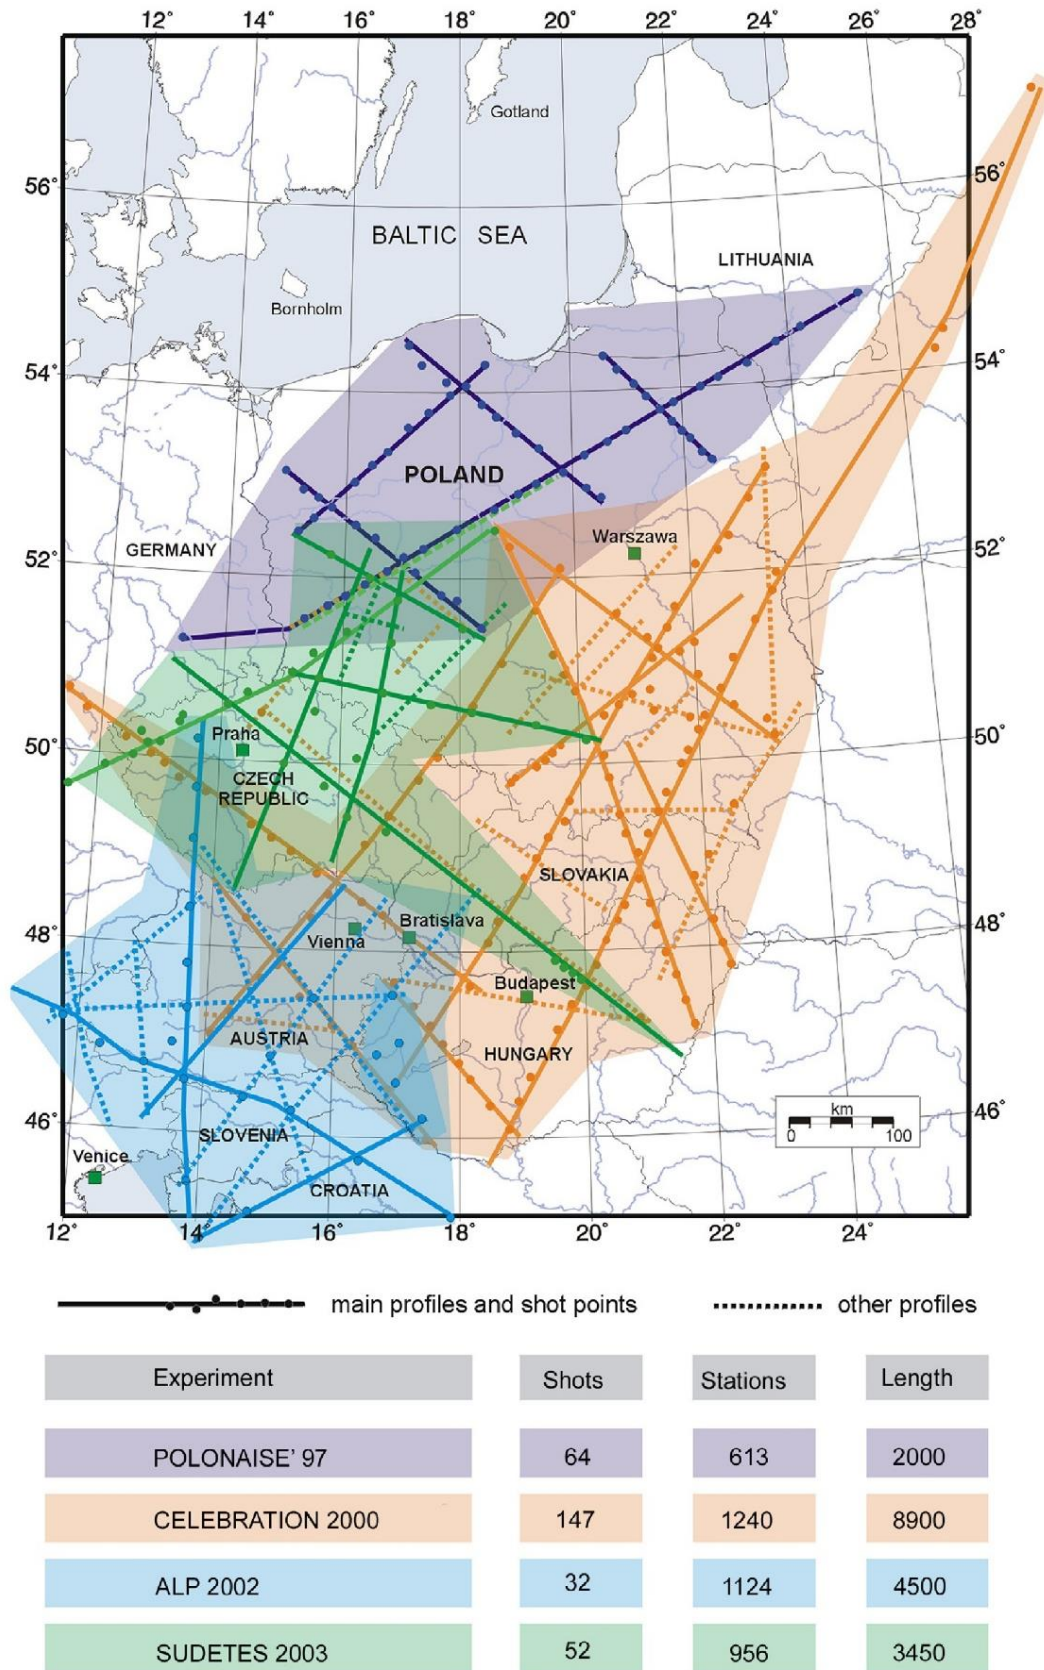 12° 14° 16° 18° 20° 22° 24° 26° 28°
Gotland
56° 56°
BALTIC SEA
LITHUANIA
Bornholm
54° 54°
POLAND
Warszawa
GERMANY
52° 52°
50° 50°
Praha
CZECH
REPUBLIC
SLOVAKIA
Bratislava
48° 48°
Vienna
Budapest
AUSTRIA
HUNGARY
46° 46°
km
0 100
SLOVENIA
Venice
CROATIA
12° 14° 16° 18° 20° 22° 24°
main profiles and shot points other profiles
Experiment Shots Stations Length
POLONAISE' 97 64 613 2000
CELEBRATION 2000 147 1240 8900
ALP 2002 32 1124 4500
SUDETES 2003 52 956 3450